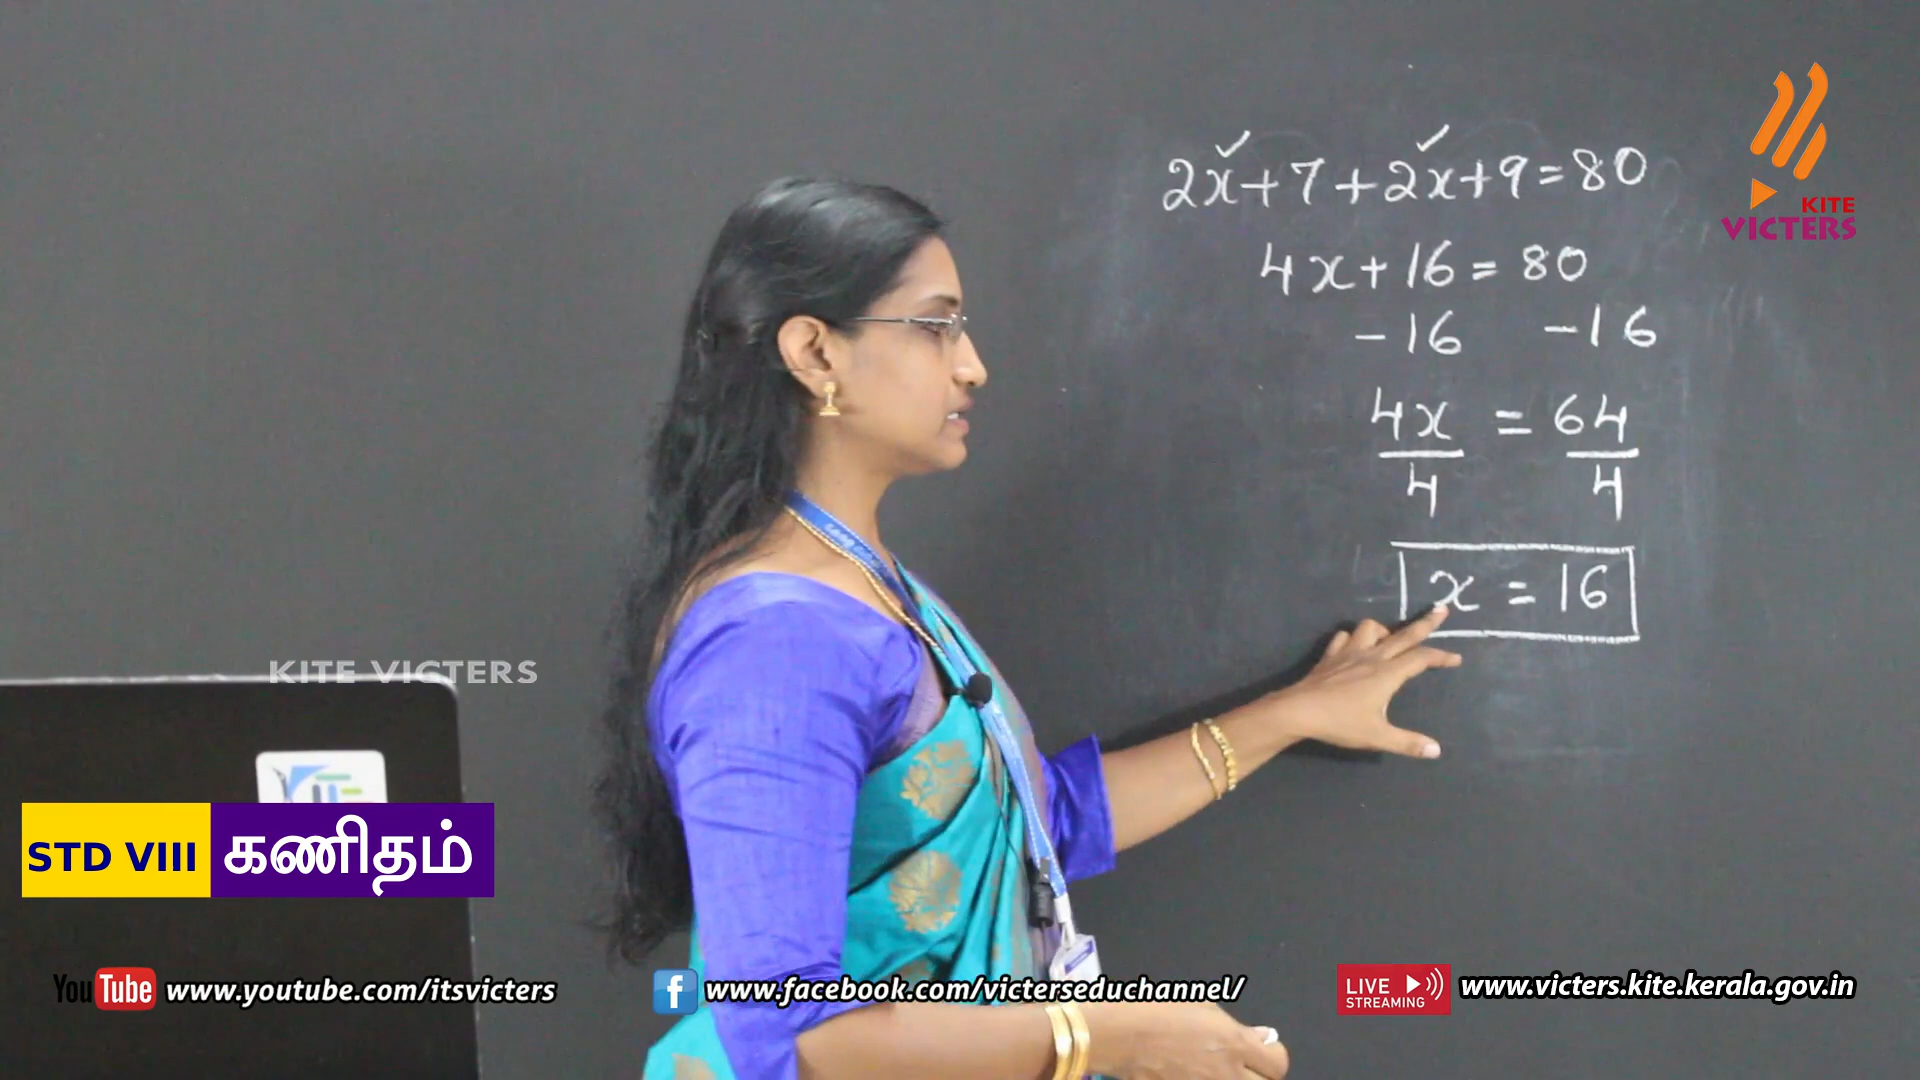 2x+7+2x+9=80
4x+16=80
-16 -16
4x = 64
4 4
x = 16
KITE
VICTERS
KITE VICTERS
STD VIII கணிதம்
YouTube www.youtube.com/itsvicters
f www.facebook.com/victerseduchannel/
LIVE STREAMING www.victers.kite.kerala.gov.in